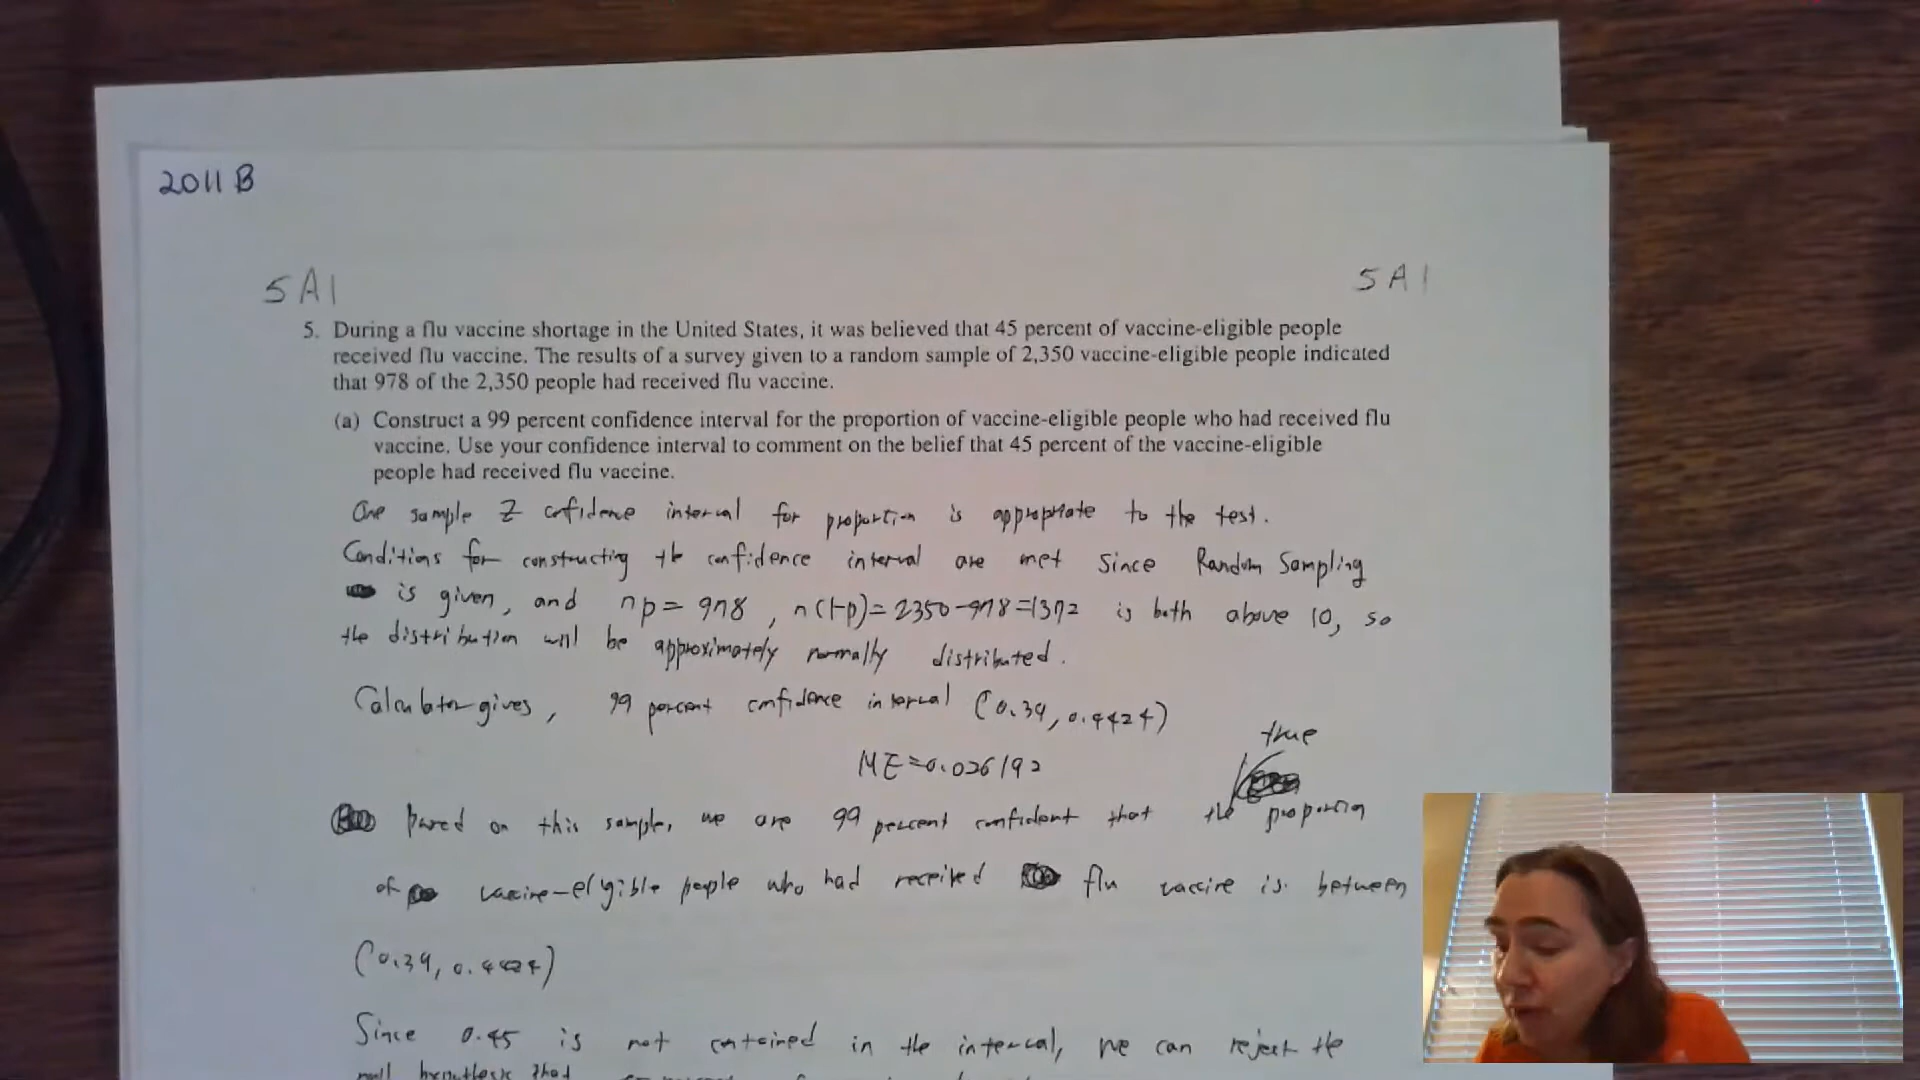 2011 B
5A1 5A1
5. During a flu vaccine shortage in the United States, it was believed that 45 percent of vaccine-eligible people
received flu vaccine. The results of a survey given to a random sample of 2,350 vaccine-eligible people indicated
that 978 of the 2,350 people had received flu vaccine.
(a) Construct a 99 percent confidence interval for the proportion of vaccine-eligible people who had received flu
vaccine. Use your confidence interval to comment on the belief that 45 percent of the vaccine-eligible
people had received flu vaccine.
One sample Z confidence interval for proportion is appropriate to the test.
Conditions for constructing the confidence interval are met since Random Sampling
is given, and np = 978, n(1-p) = 2350-978=1372 is both above 10, so
the distribution will be approximately normally distributed.
Calculator gives, 99 percent confidence interval (0.39, 0.4424)
ME=0.026192
true
based on this sample, we are 99 percent confident that the proportion
of vaccine-eligible people who had received flu vaccine is between
(0.39, 0.4424)
Since 0.45 is not contained in the interval, we can reject the
null hypothesis that